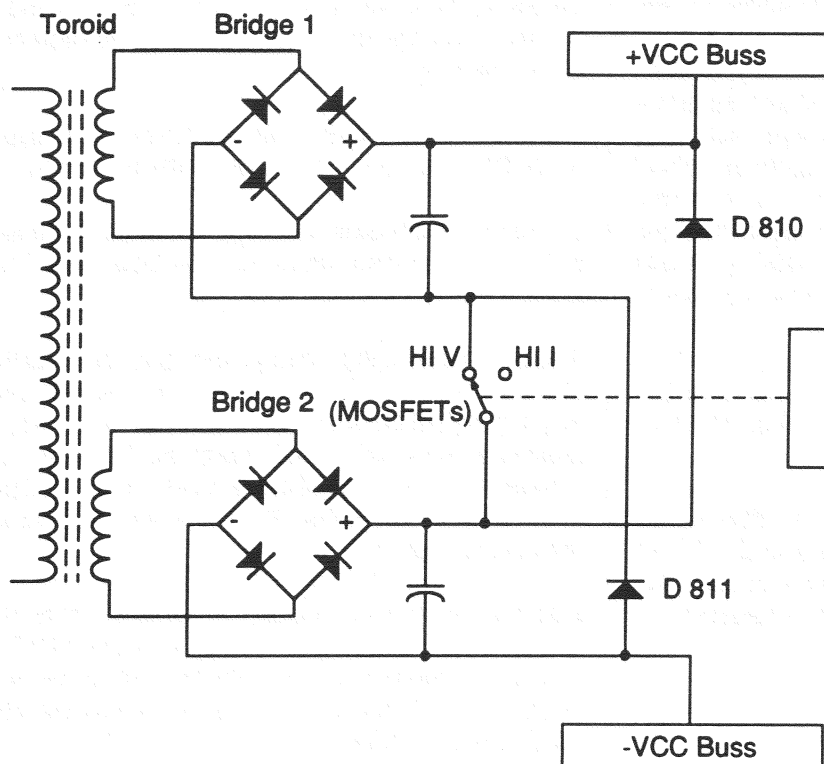 Toroid
Bridge 1
+VCC Buss
-
+
D 810
HI V
HI I
Bridge 2
(MOSFETs)
-
+
D 811
-VCC Buss